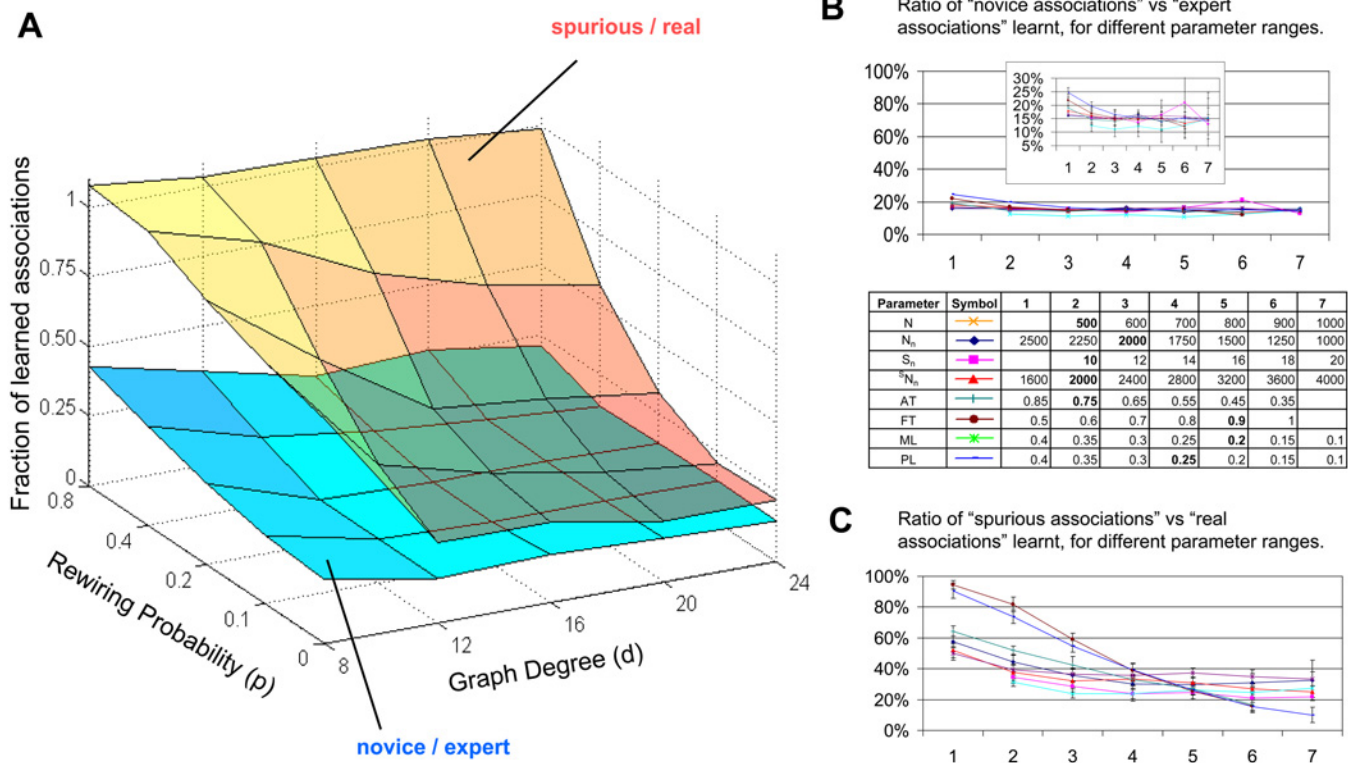 A
spurious / real
Fraction of learned associations
1
0.75
0.50
0.25
0
0.8
0.4
0.2
0.1
0
Rewiring Probability (p)
8
12
16
20
24
Graph Degree (d)
novice / expert
B
Ratio of “novice associations” vs “expert
associations” learnt, for different parameter ranges.
100%
80%
60%
40%
20%
0%
30%
25%
20%
15%
10%
5%
1 2 3 4 5 6 7
1 2 3 4 5 6 7
Parameter Symbol 1 2 3 4 5 6 7
N 500 600 700 800 900 1000
Nn 2500 2250 2000 1750 1500 1250 1000
Sn 10 12 14 16 18 20
SNn 1600 2000 2400 2800 3200 3600 4000
AT 0.85 0.75 0.65 0.55 0.45 0.35
FT 0.5 0.6 0.7 0.8 0.9 1
ML 0.4 0.35 0.3 0.25 0.2 0.15 0.1
PL 0.4 0.35 0.3 0.25 0.2 0.15 0.1
C
Ratio of “spurious associations” vs “real
associations” learnt, for different parameter ranges.
100%
80%
60%
40%
20%
0%
1 2 3 4 5 6 7